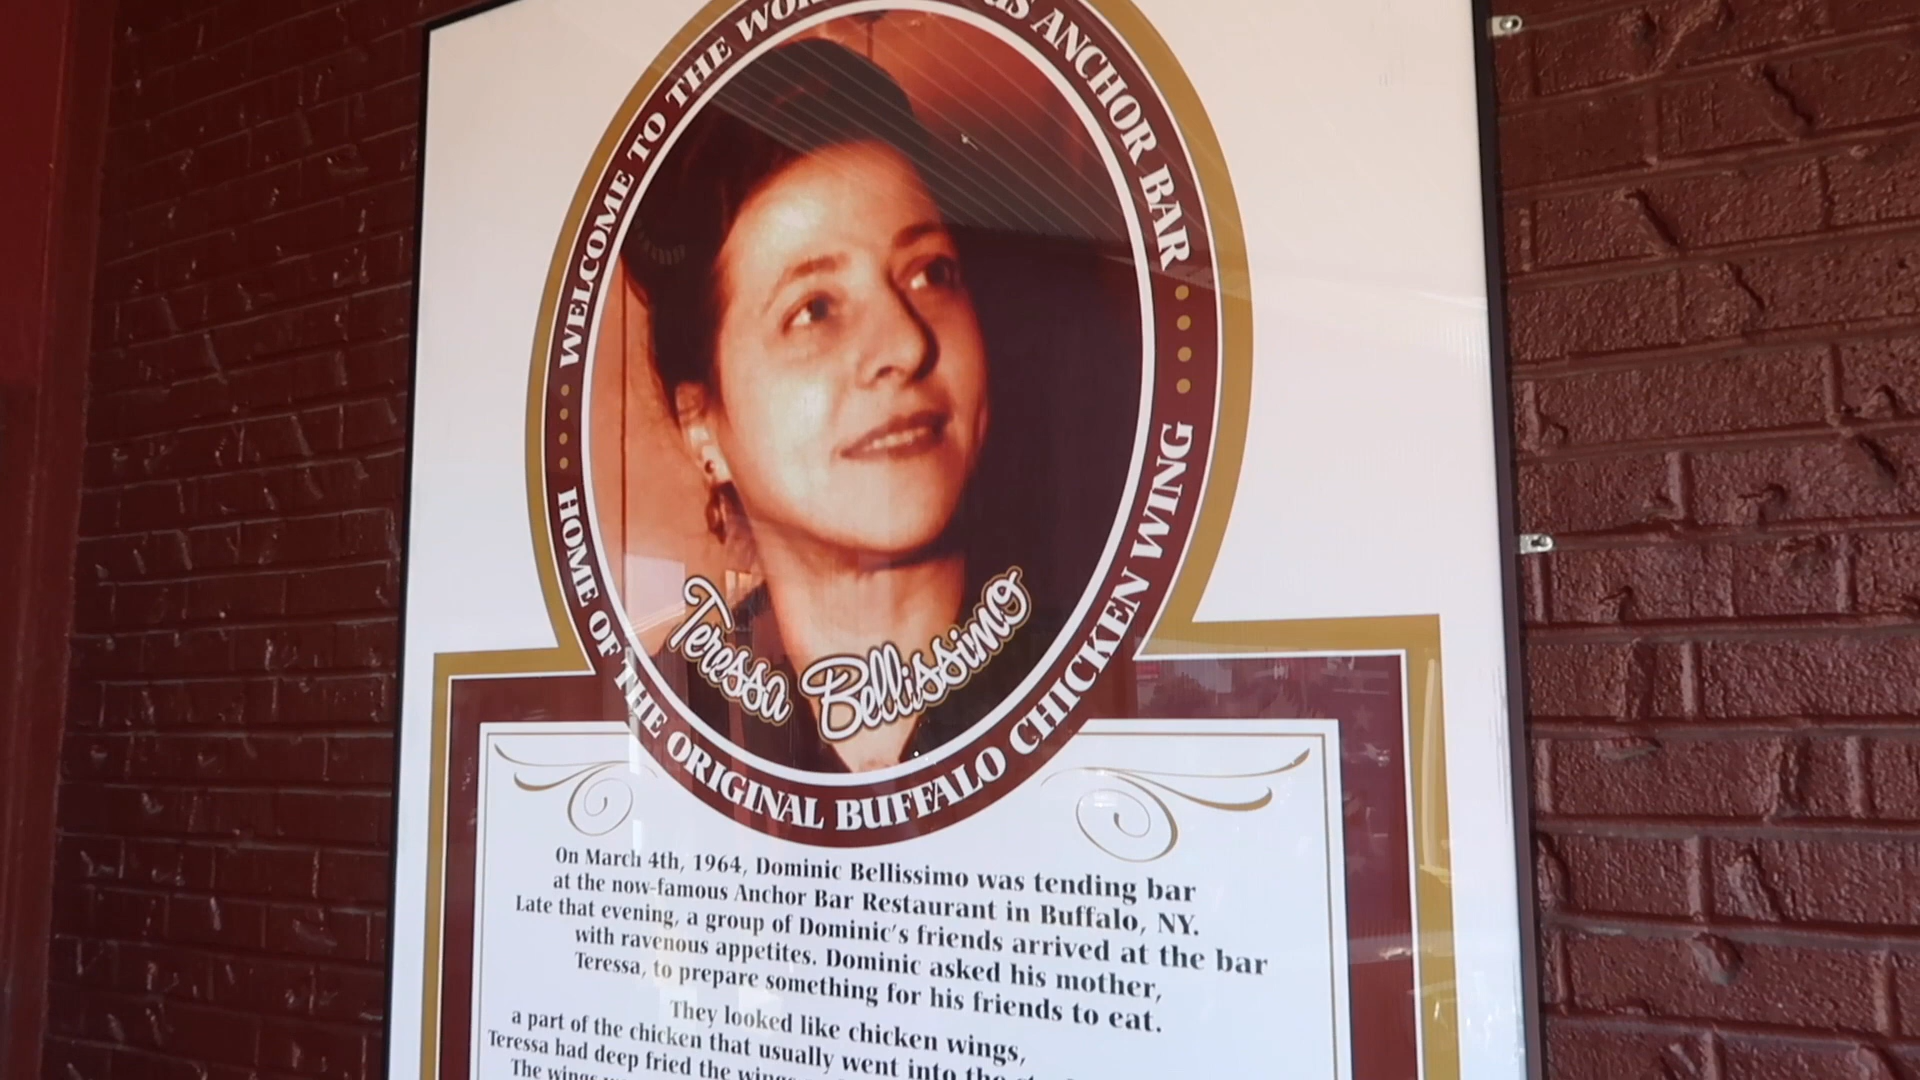 WELCOME TO THE
ANCHOR BAR
HOME OF THE ORIGINAL BUFFALO CHICKEN WING
Teressa Bellissimo
On March 4th, 1964, Dominic Bellissimo was tending bar
at the now-famous Anchor Bar Restaurant in Buffalo, NY.
Late that evening, a group of Dominic's friends arrived at the bar
with ravenous appetites. Dominic asked his mother,
Teressa, to prepare something for his friends to eat.
They looked like chicken wings,
a part of the chicken that usually went into the
Teressa had deep fried the wings
The wings